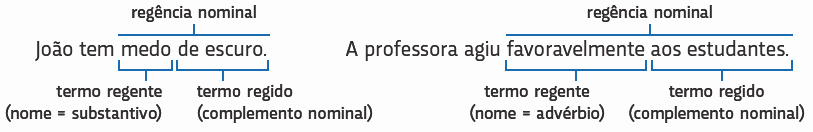 regência nominal
João tem medo de escuro.
termo regente
(nome = substantivo)
termo regido
(complemento nominal)
regência nominal
A professora agiu favoravelmente aos estudantes.
termo regente
(nome = advérbio)
termo regido
(complemento nominal)